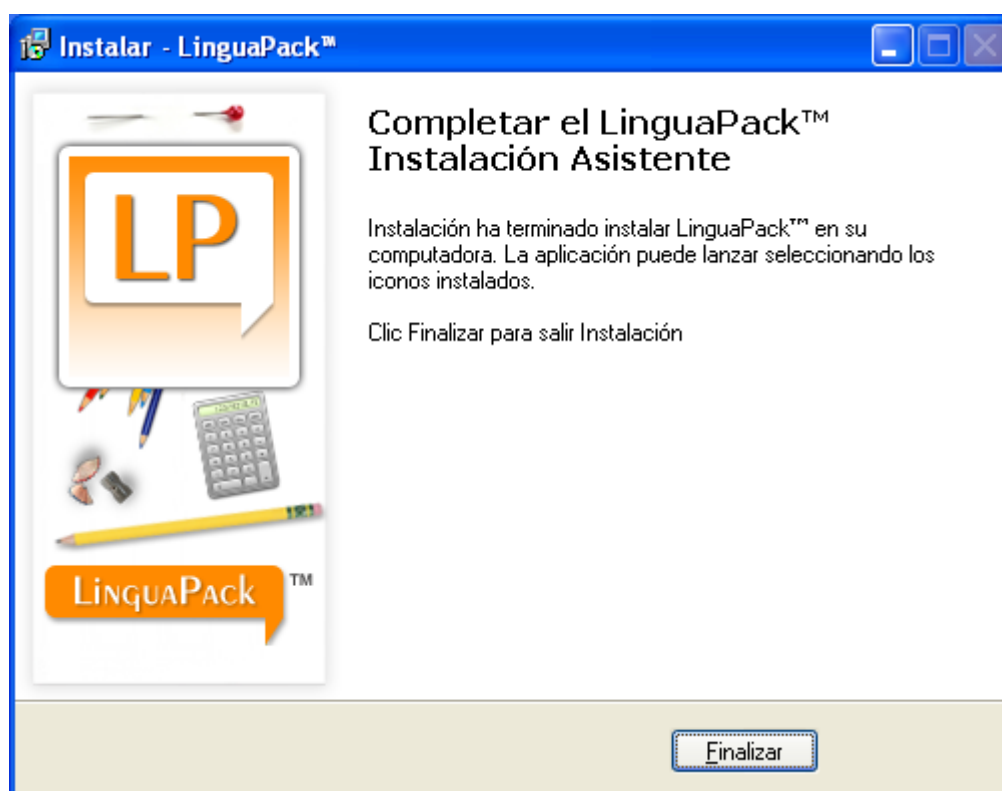 Instalar - LinguaPack™
LP
LinguaPack ™
Completar el LinguaPack™
Instalación Asistente
Instalación ha terminado instalar LinguaPack™ en su
computadora. La aplicación puede lanzar seleccionando los
iconos instalados.
Clic Finalizar para salir Instalación
Finalizar